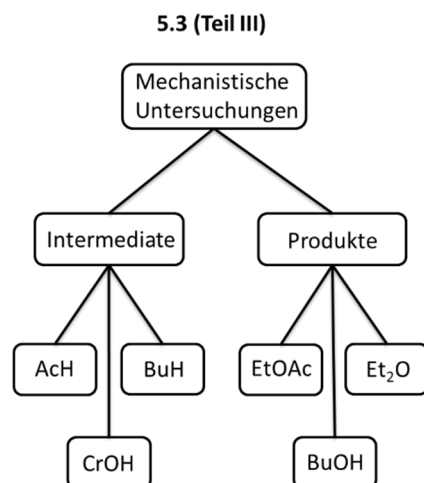 5.3 (Teil III)
Mechanistische
Untersuchungen
Intermediate
Produkte
AcH
BuH
EtOAc
Et₂O
CrOH
BuOH